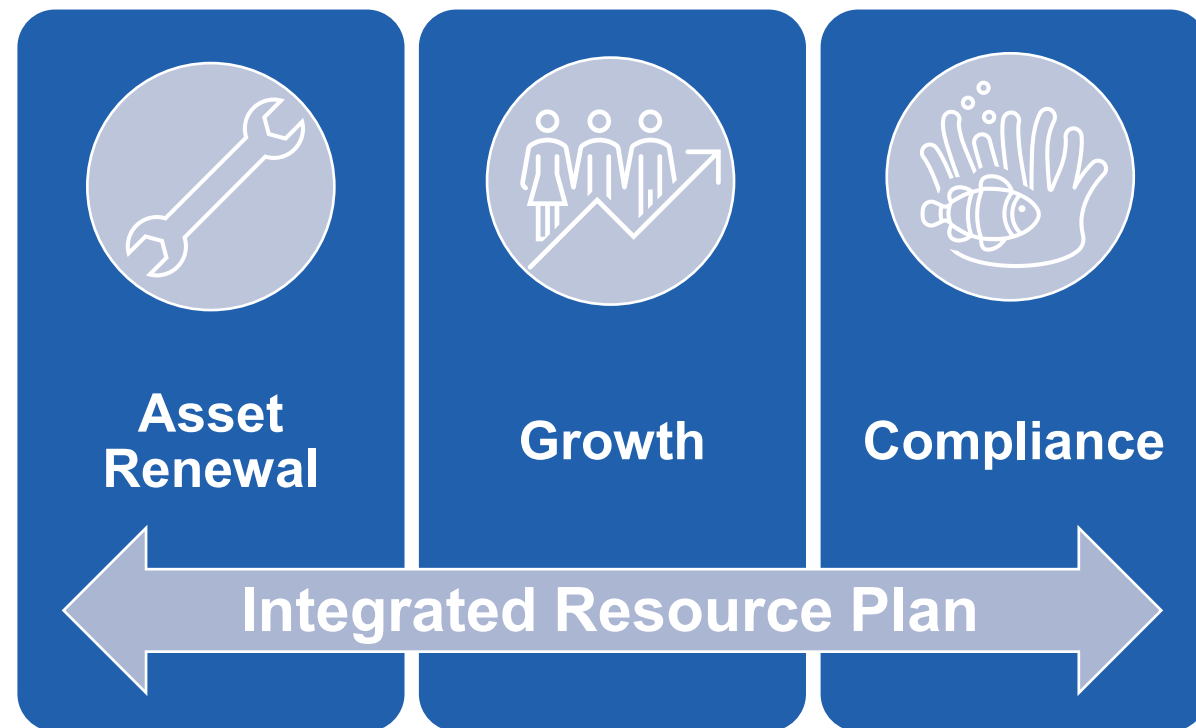 Asset
Renewal
Growth
Compliance
Integrated Resource Plan